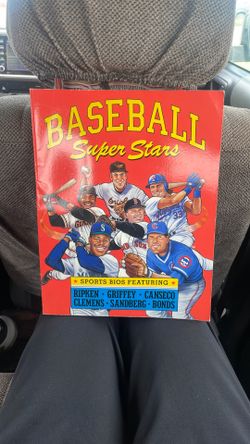 BASEBALL
Super Stars
SPORTS BIOS FEATURING
RIPKEN · GRIFFEY · CANSECO
CLEMENS · SANDBERG · BONDS